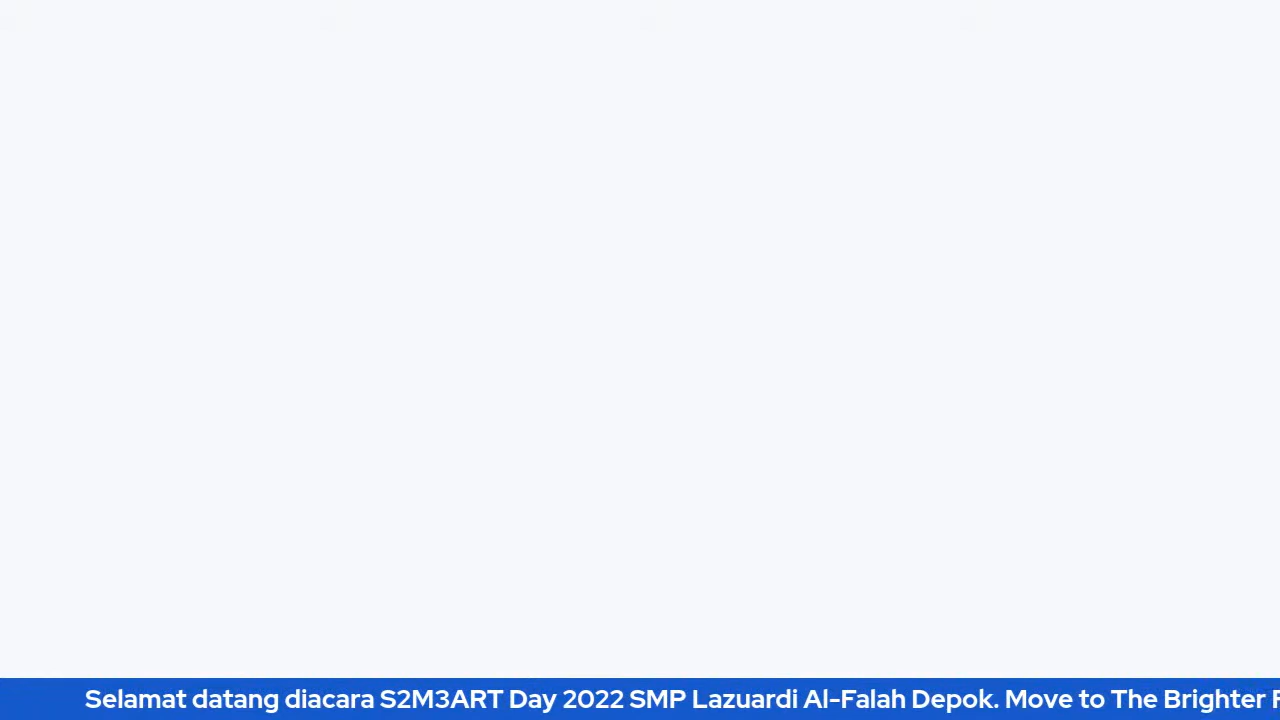 Selamat datang diacara S2M3ART Day 2022 SMP Lazuardi Al-Falah Depok. Move to The Brighter